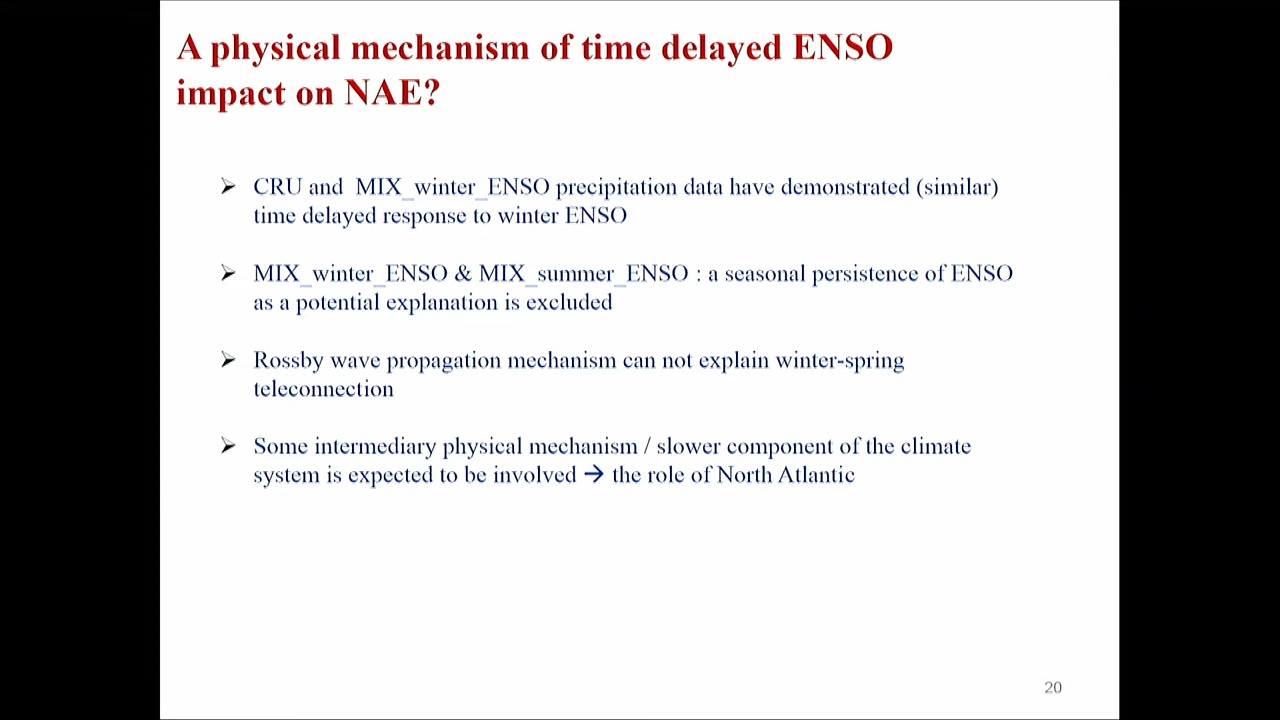 A physical mechanism of time delayed ENSO
impact on NAE?
➢ CRU and MIX_winter_ENSO precipitation data have demonstrated (similar)
time delayed response to winter ENSO
➢ MIX_winter_ENSO & MIX_summer_ENSO : a seasonal persistence of ENSO
as a potential explanation is excluded
➢ Rossby wave propagation mechanism can not explain winter-spring
teleconnection
➢ Some intermediary physical mechanism / slower component of the climate
system is expected to be involved → the role of North Atlantic
20